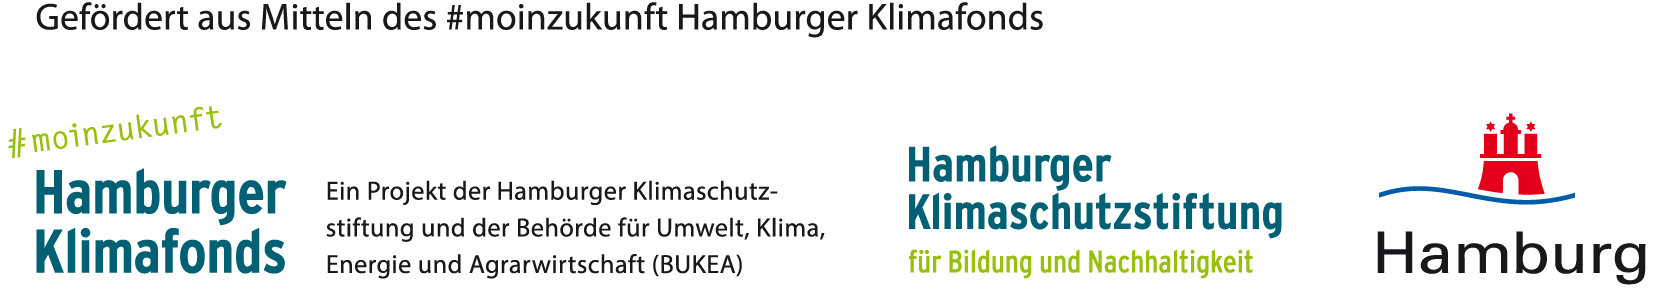 Gefördert aus Mitteln des #moinzukunft Hamburger Klimafonds
#moinzukunft
Hamburger
Klimafonds
Ein Projekt der Hamburger Klimaschutz-
stiftung und der Behörde für Umwelt, Klima,
Energie und Agrarwirtschaft (BUKEA)
Hamburger
Klimaschutzstiftung
für Bildung und Nachhaltigkeit
Hamburg